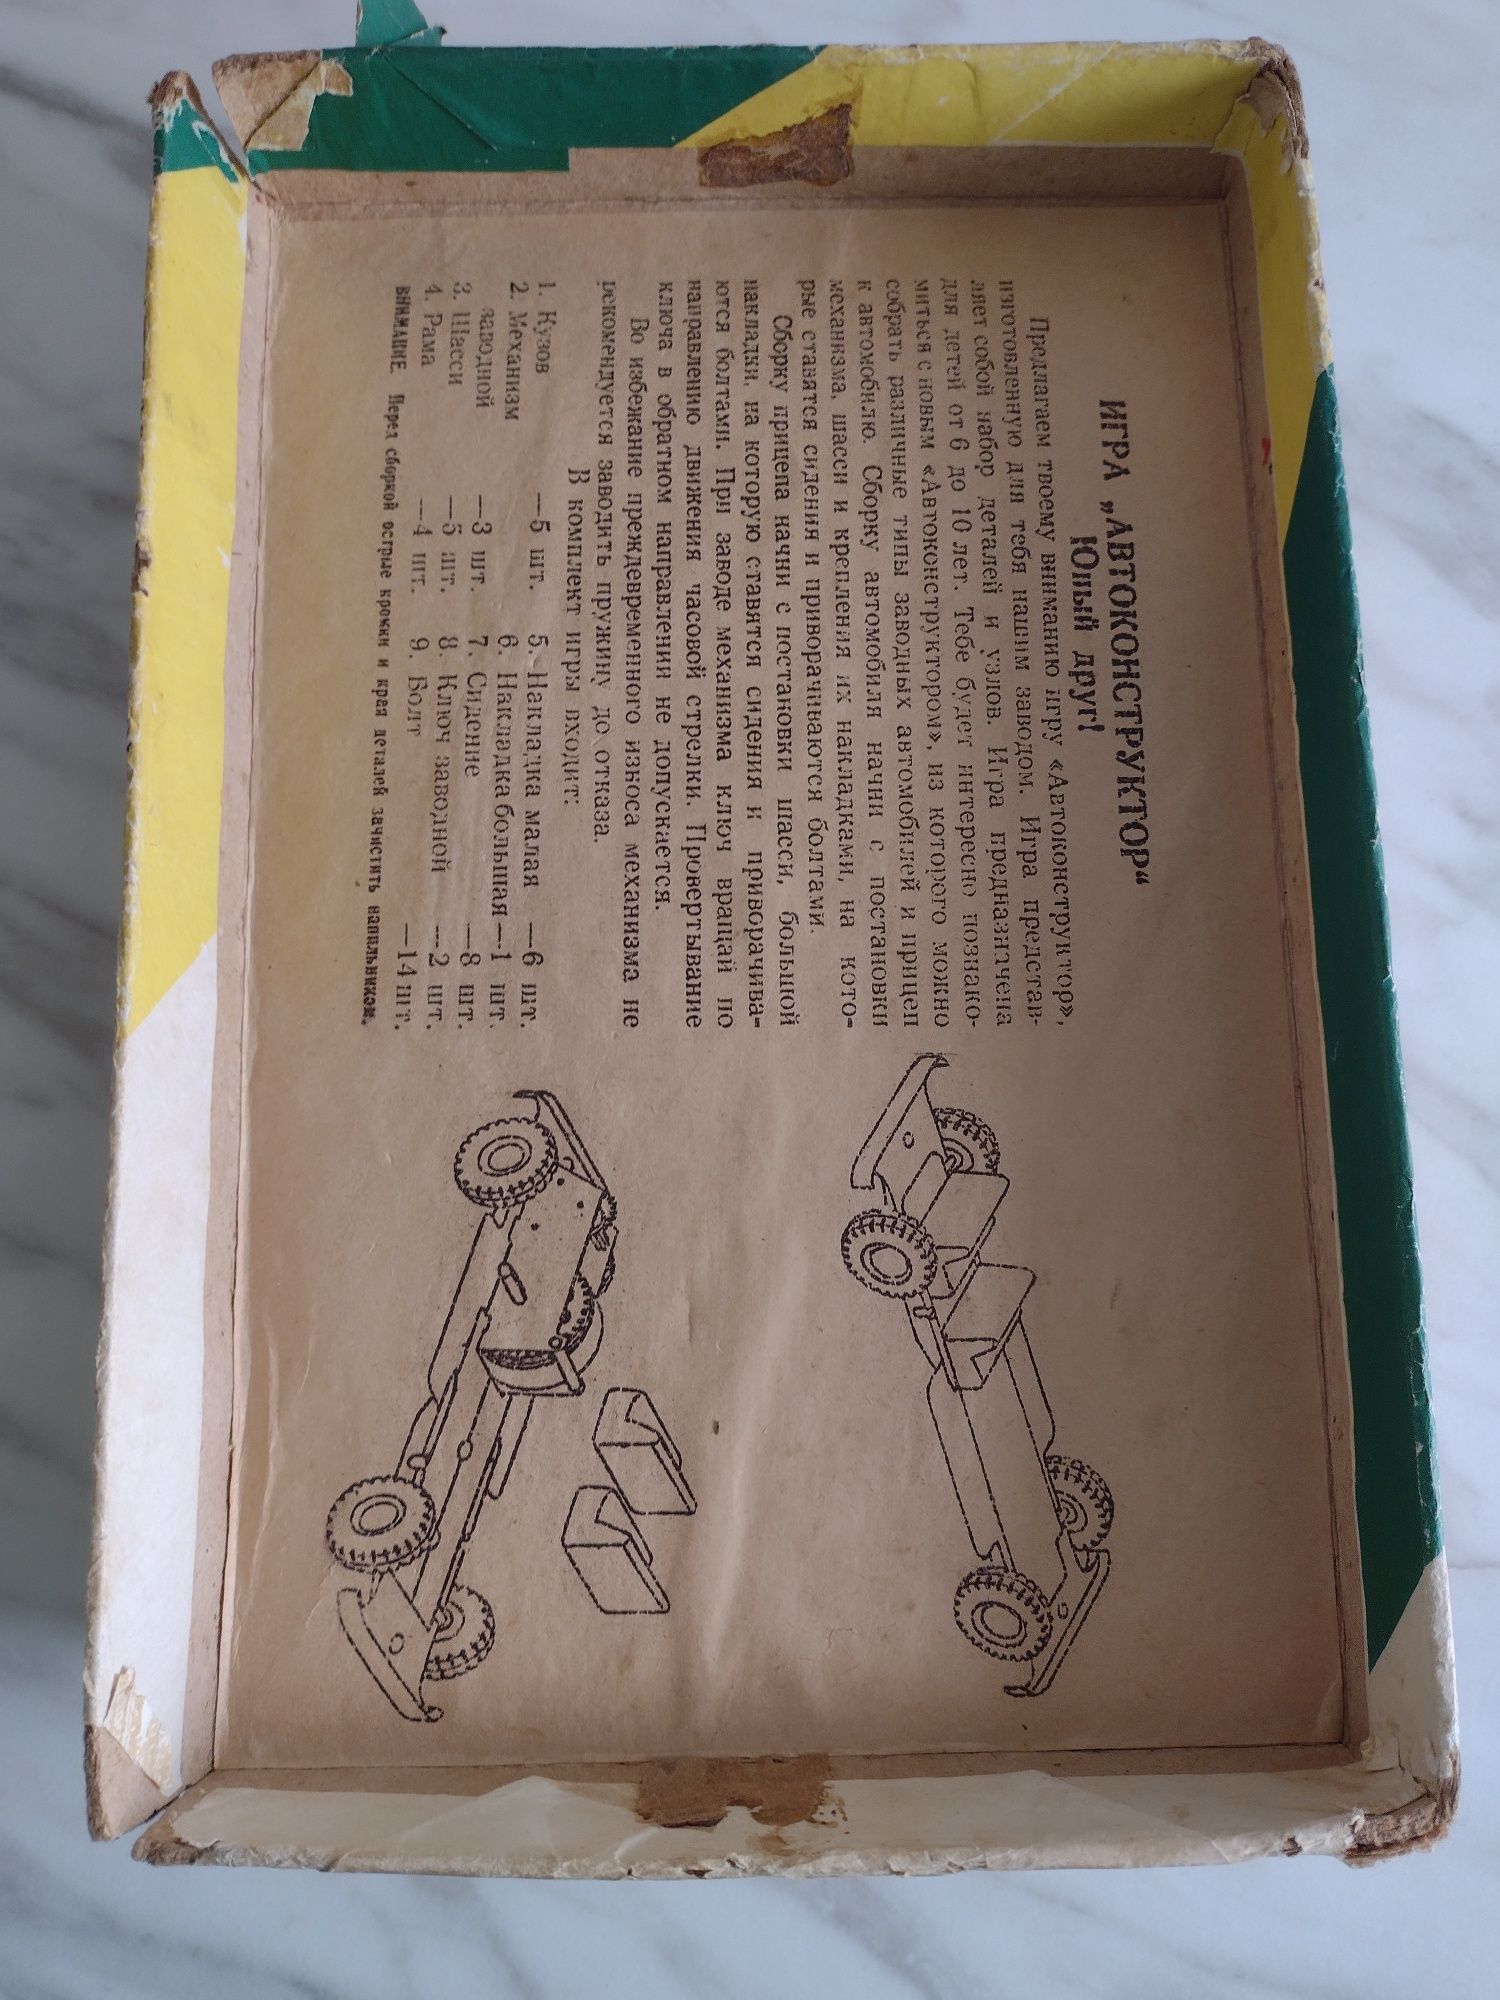 ИГРА „АВТОКОНСТРУКТОР“
Юный друг!
Предлагаем твоему вниманию игру «Автоконструктор»,
изготовленную для тебя нашим заводом. Игра представ-
ляет собой набор деталей и узлов. Игра предназначена
для детей от 6 до 10 лет. Тебе будет интересно познако-
миться с новым «Автоконструктором», из которого можно
собрать различные типы заводных автомобилей и прицеп
к автомобилю. Сборку автомобиля начни с постановки
механизма, шасси и крепления их накладками, на кото-
рые ставятся сидения и приворачиваются болтами.
Сборку прицепа начни с постановки шасси, большой
накладки, на которую ставятся сидения и приворачива-
ются болтами. При заводе механизма ключ вращай по
направлению движения часовой стрелки. Провертывание
ключа в обратном направлении не допускается.
Во избежание преждевременного износа механизма не
рекомендуется заводить пружину до отказа.
В комплект игры входит:
1. Кузов —5 шт.
2. Механизм
заводной —3 шт.
3. Шасси —5 шт.
4. Рама —4 шт.
5. Накладка малая —6 шт.
6. Накладка большая —1 шт.
7. Сидение —8 шт.
8. Ключ заводной —2 шт.
9. Болт —14 шт.
ВНИМАНИЕ. Перед сборкой острые кромки и края деталей зачистить напильником.